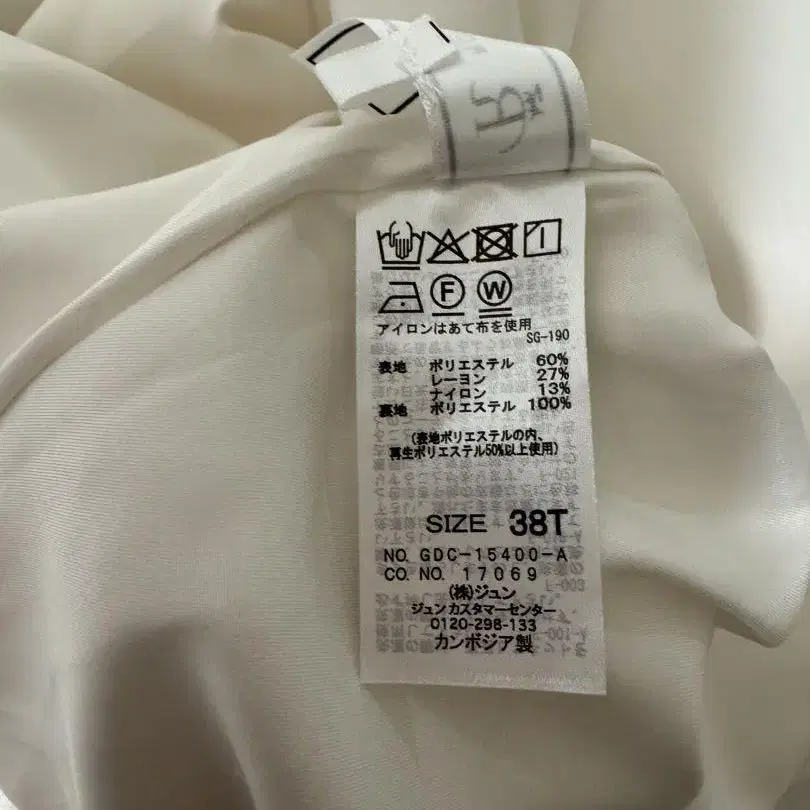 F W
アイロンはあて布を使用
SG-190
表地 ポリエステル 60%
レーヨン 27%
ナイロン 13%
裏地 ポリエステル 100%
(表地ポリエステルの内、
再生ポリエステル50%以上使用)
SIZE 38T
NO. GDC-15400-A
CO. NO. 17069
(株)ジュン
ジュン カスタマーセンター
0120-298-133
カンボジア製